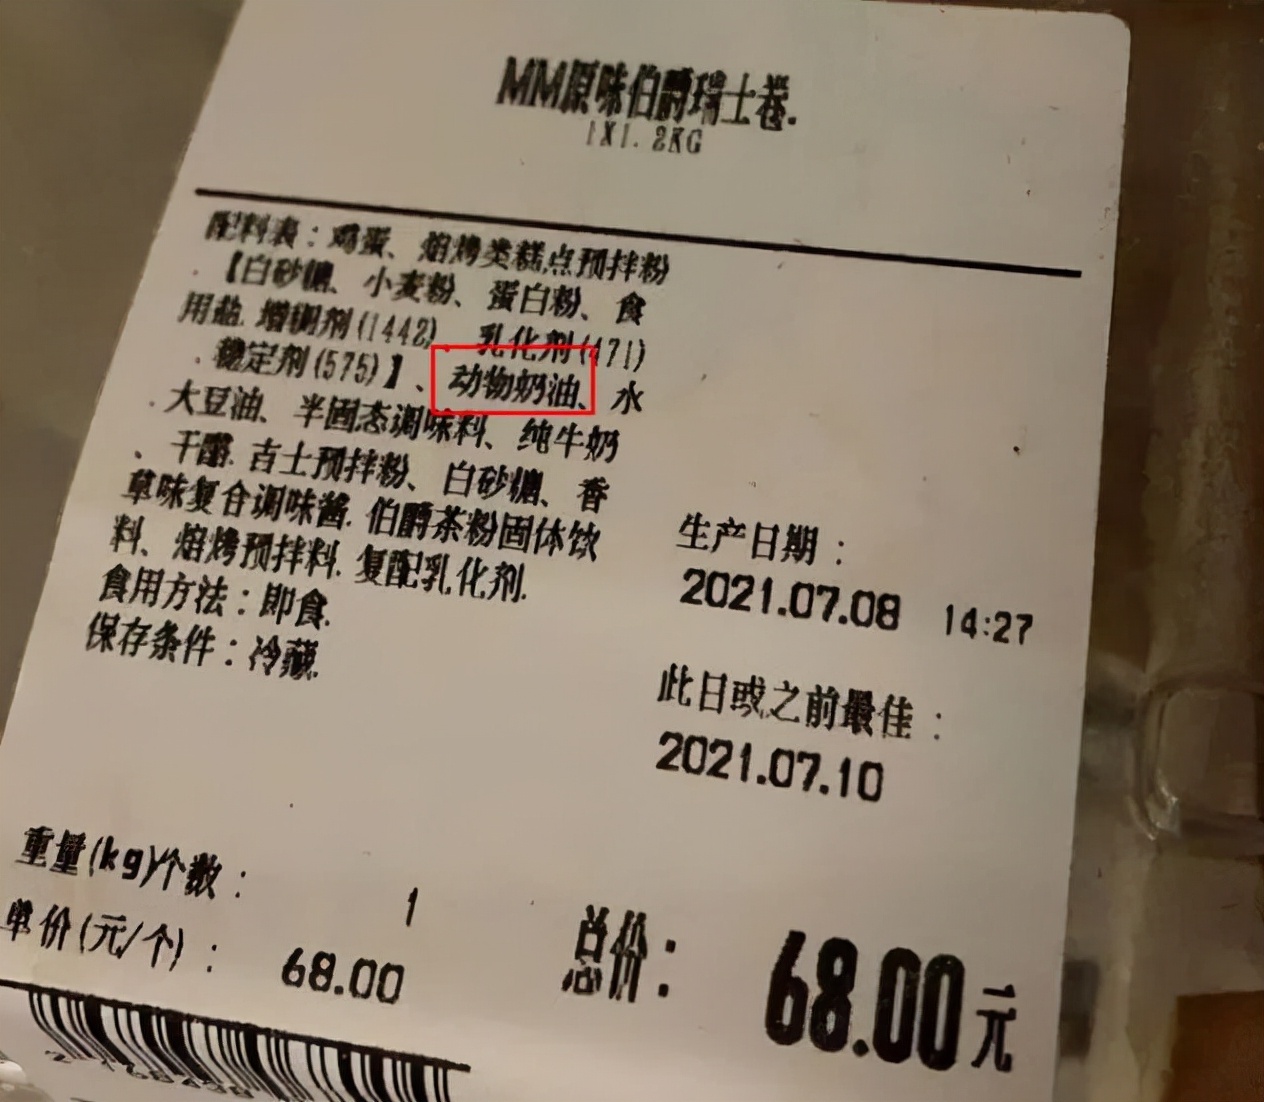 MM原味伯爵瑞士卷.
1X1.2KG
配料表：鸡蛋、焙烤类糕点预拌粉
.【白砂糖、小麦粉、蛋白粉、食
用盐.增稠剂(1442)、乳化剂(471)
.稳定剂(575)】、动物奶油、水
.大豆油、半固态调味料、纯牛奶
、干酪.吉士预拌粉、白砂糖、香
草味复合调味酱.伯爵茶粉固体饮
料、焙烤预拌料.复配乳化剂.
食用方法：即食.
保存条件：冷藏.
生产日期：
2021.07.08 14:27
此日或之前最佳：
2021.07.10
重量(kg)个数： 1
单价(元/个)： 68.00
总价：68.00元